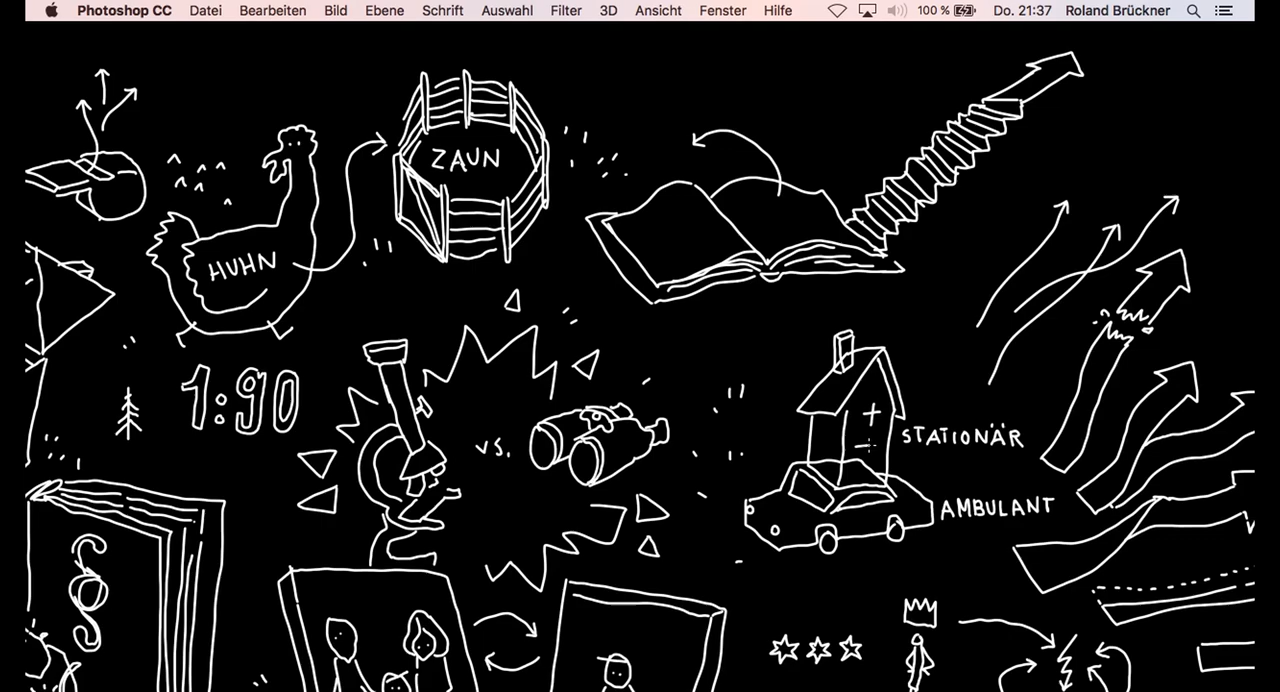 Photoshop CC Datei Bearbeiten Bild Ebene Schrift Auswahl Filter 3D Ansicht Fenster Hilfe 100 % Do. 21:37 Roland Brückner
ZAUN
HUHN
1:90
vs.
STATIONÄR
AMBULANT
§